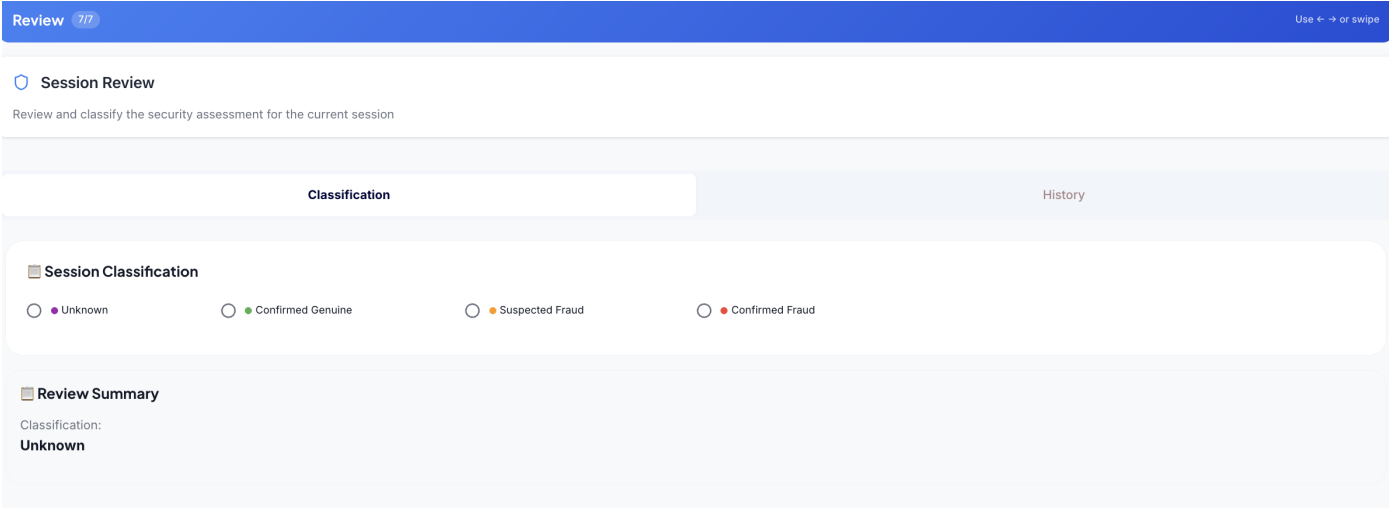 Review 7/7 Use ← → or swipe
Session Review
Review and classify the security assessment for the current session
Classification History
Session Classification
Unknown Confirmed Genuine Suspected Fraud Confirmed Fraud
Review Summary
Classification:
Unknown